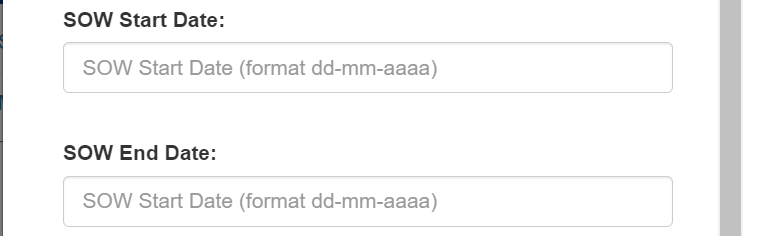 SOW Start Date:
SOW Start Date (format dd-mm-aaaa)
SOW End Date:
SOW Start Date (format dd-mm-aaaa)